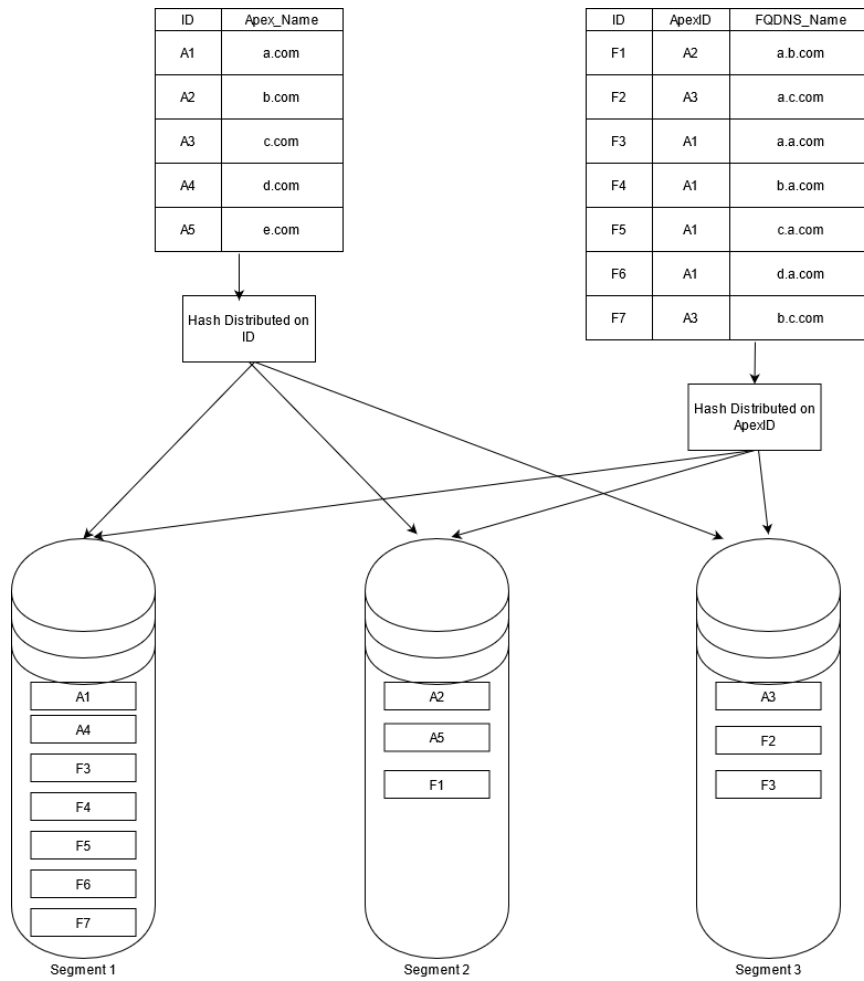 ID Apex_Name
A1 a.com
A2 b.com
A3 c.com
A4 d.com
A5 e.com
ID ApexID FQDNS_Name
F1 A2 a.b.com
F2 A3 a.c.com
F3 A1 a.a.com
F4 A1 b.a.com
F5 A1 c.a.com
F6 A1 d.a.com
F7 A3 b.c.com
Hash Distributed on
ID
Hash Distributed on
ApexID
A1
A4
F3
F4
F5
F6
F7
Segment 1
A2
A5
F1
Segment 2
A3
F2
F3
Segment 3